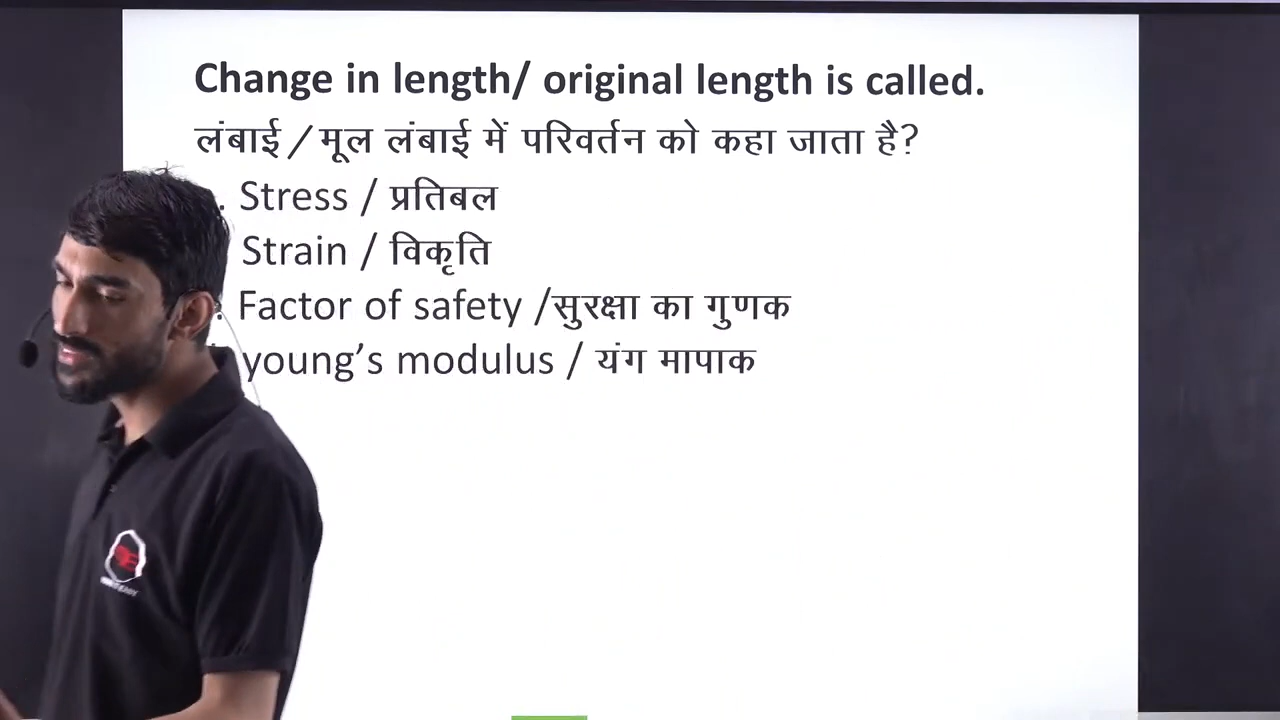 Change in length/ original length is called.
लंबाई / मूल लंबाई में परिवर्तन को कहा जाता है?
. Stress / प्रतिबल
Strain / विकृति
. Factor of safety /सुरक्षा का गुणक
young's modulus / यंग मापाक